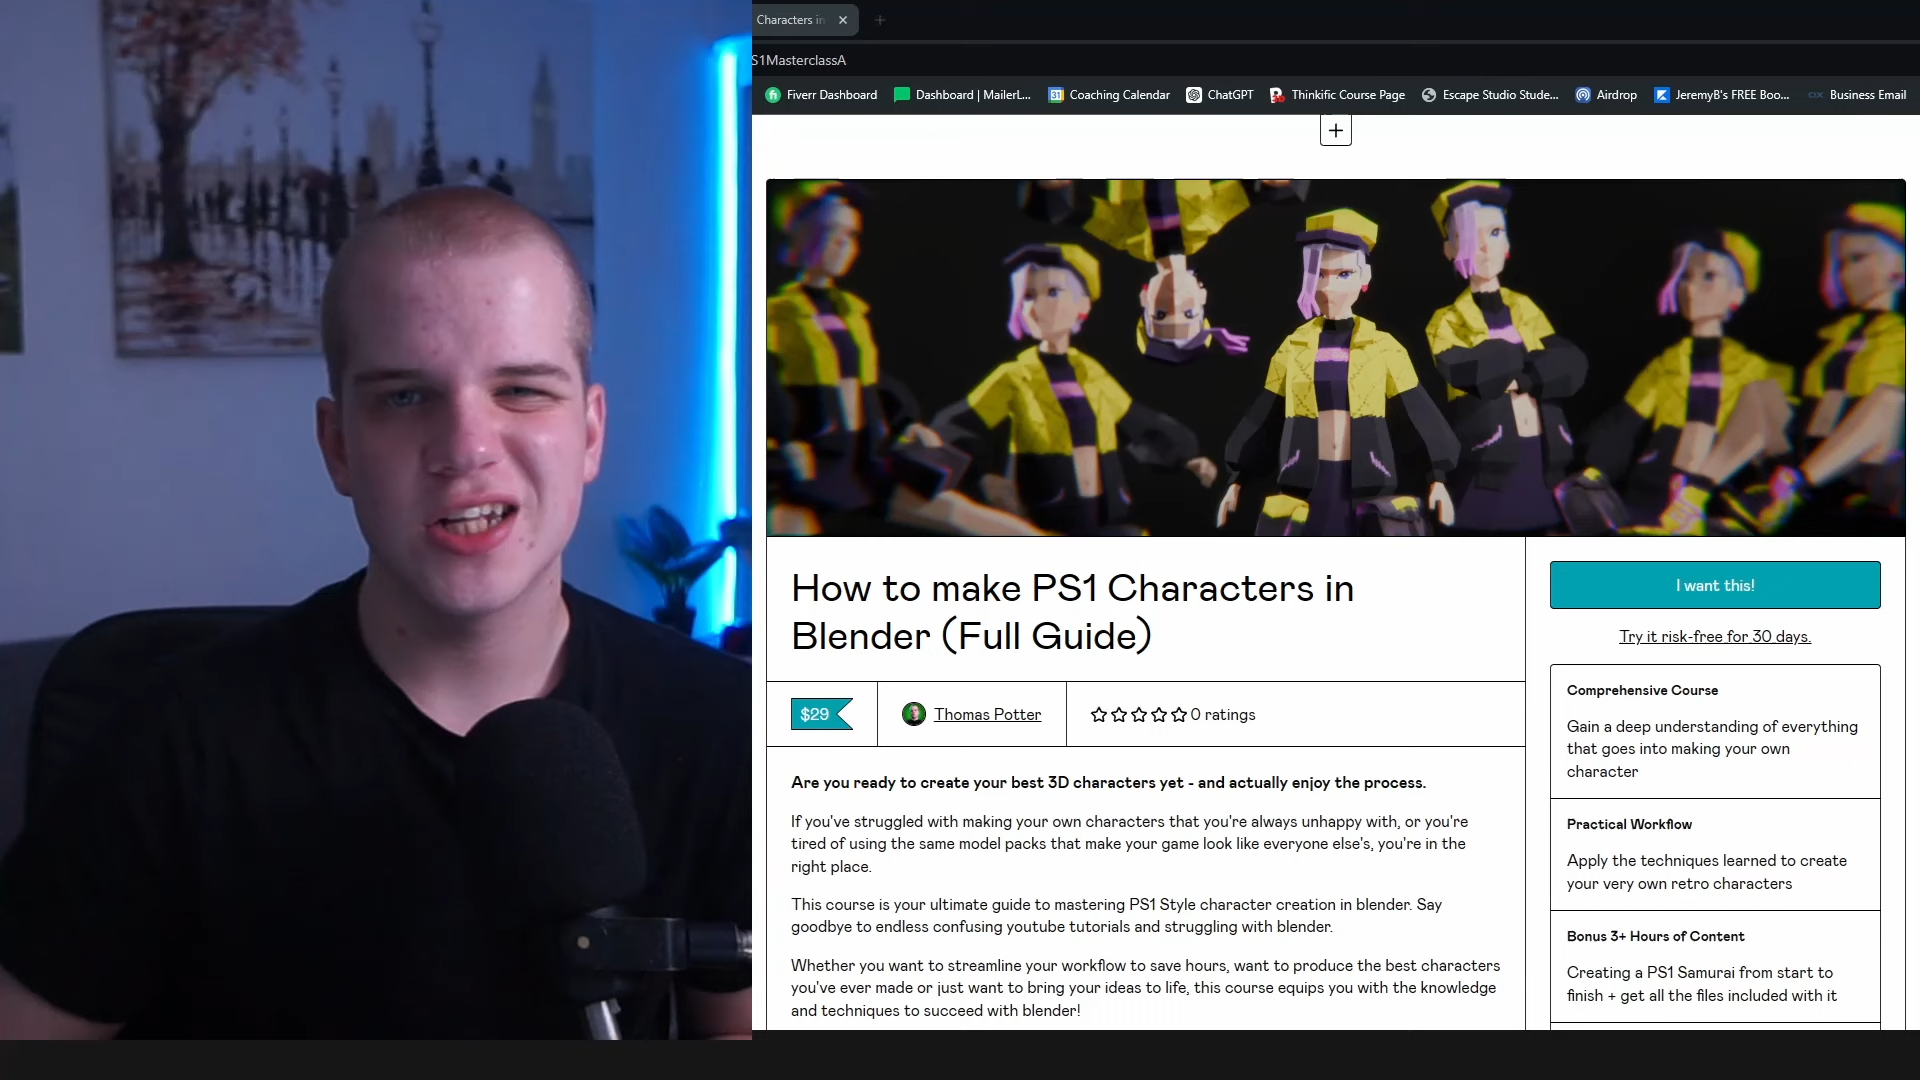 Characters in
S1MasterclassA
Fiverr Dashboard Dashboard | MailerL... 31 Coaching Calendar ChatGPT Thinkific Course Page Escape Studio Stude... Airdrop JeremyB's FREE Boo... Business Email
How to make PS1 Characters in
Blender (Full Guide)
$29 Thomas Potter 0 ratings
Are you ready to create your best 3D characters yet - and actually enjoy the process.
If you've struggled with making your own characters that you're always unhappy with, or you're
tired of using the same model packs that make your game look like everyone else's, you're in the
right place.
This course is your ultimate guide to mastering PS1 Style character creation in blender. Say
goodbye to endless confusing youtube tutorials and struggling with blender.
Whether you want to streamline your workflow to save hours, want to produce the best characters
you've ever made or just want to bring your ideas to life, this course equips you with the knowledge
and techniques to succeed with blender!
I want this!
Try it risk-free for 30 days.
Comprehensive Course
Gain a deep understanding of everything
that goes into making your own
character
Practical Workflow
Apply the techniques learned to create
your very own retro characters
Bonus 3+ Hours of Content
Creating a PS1 Samurai from start to
finish + get all the files included with it